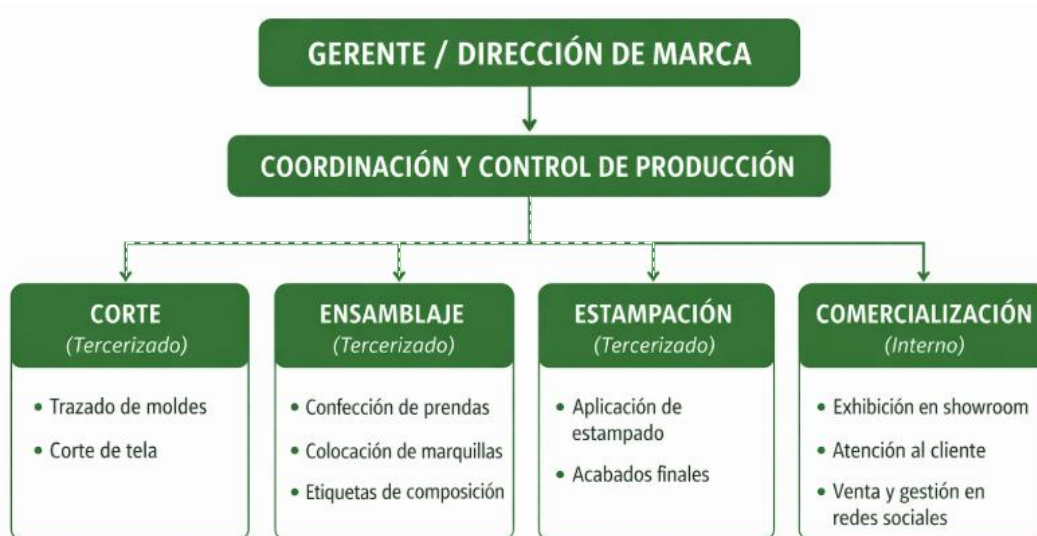 GERENTE / DIRECCIÓN DE MARCA
COORDINACIÓN Y CONTROL DE PRODUCCIÓN
CORTE
(Tercerizado)
• Trazado de moldes
• Corte de tela
ENSAMBLAJE
(Tercerizado)
• Confección de prendas
• Colocación de marquillas
• Etiquetas de composición
ESTAMPACIÓN
(Tercerizado)
• Aplicación de
estampado
• Acabados finales
COMERCIALIZACIÓN
(Interno)
• Exhibición en showroom
• Atención al cliente
• Venta y gestión en
redes sociales